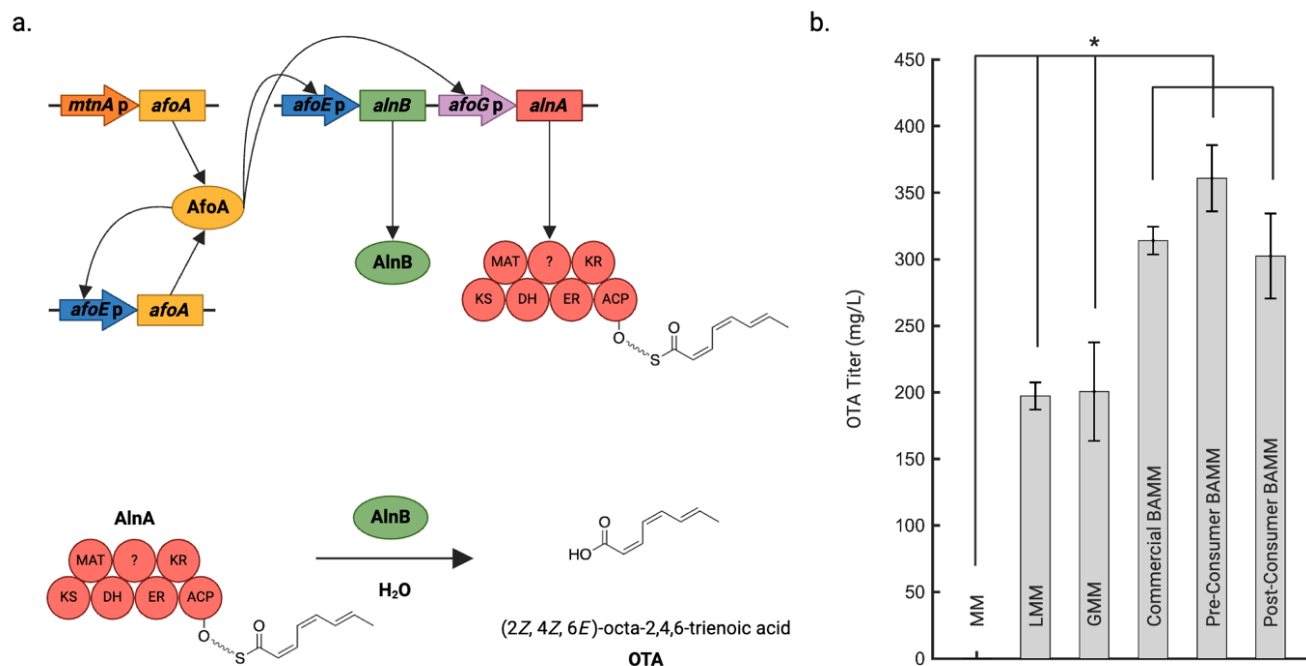 a.
mtnA p afoA
afoE p alnB afoG p alnA
AfoA
AlnB
MAT ? KR
KS DH ER ACP
O S O
afoE p afoA
AlnA
MAT ? KR
KS DH ER ACP
O S O
AlnB
H₂O
HO O
(2Z, 4Z, 6E)-octa-2,4,6-trienoic acid
OTA
b.
*
OTA Titer (mg/L)
450
400
350
300
250
200
150
100
50
0
MM
LMM
GMM
Commercial BAMM
Pre-Consumer BAMM
Post-Consumer BAMM